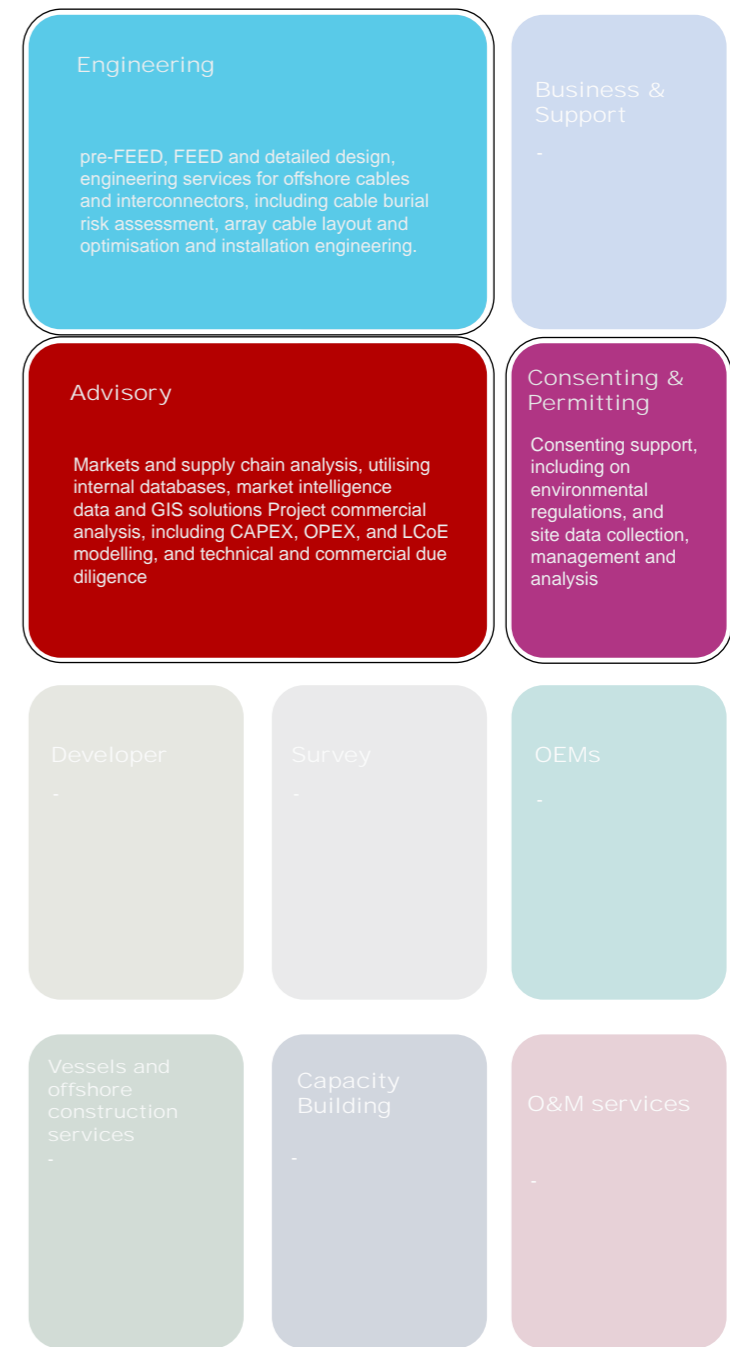 Engineering
pre-FEED, FEED and detailed design,
engineering services for offshore cables
and interconnectors, including cable burial
risk assessment, array cable layout and
optimisation and installation engineering.
Business &
Support
-
Advisory
Markets and supply chain analysis, utilising
internal databases, market intelligence
data and GIS solutions Project commercial
analysis, including CAPEX, OPEX, and LCoE
modelling, and technical and commercial due
diligence
Consenting &
Permitting
Consenting support,
including on
environmental
regulations, and
site data collection,
management and
analysis
Developer
-
Survey
-
OEMs
-
Vessels and
offshore
construction
services
-
Capacity
Building
-
O&M services
-